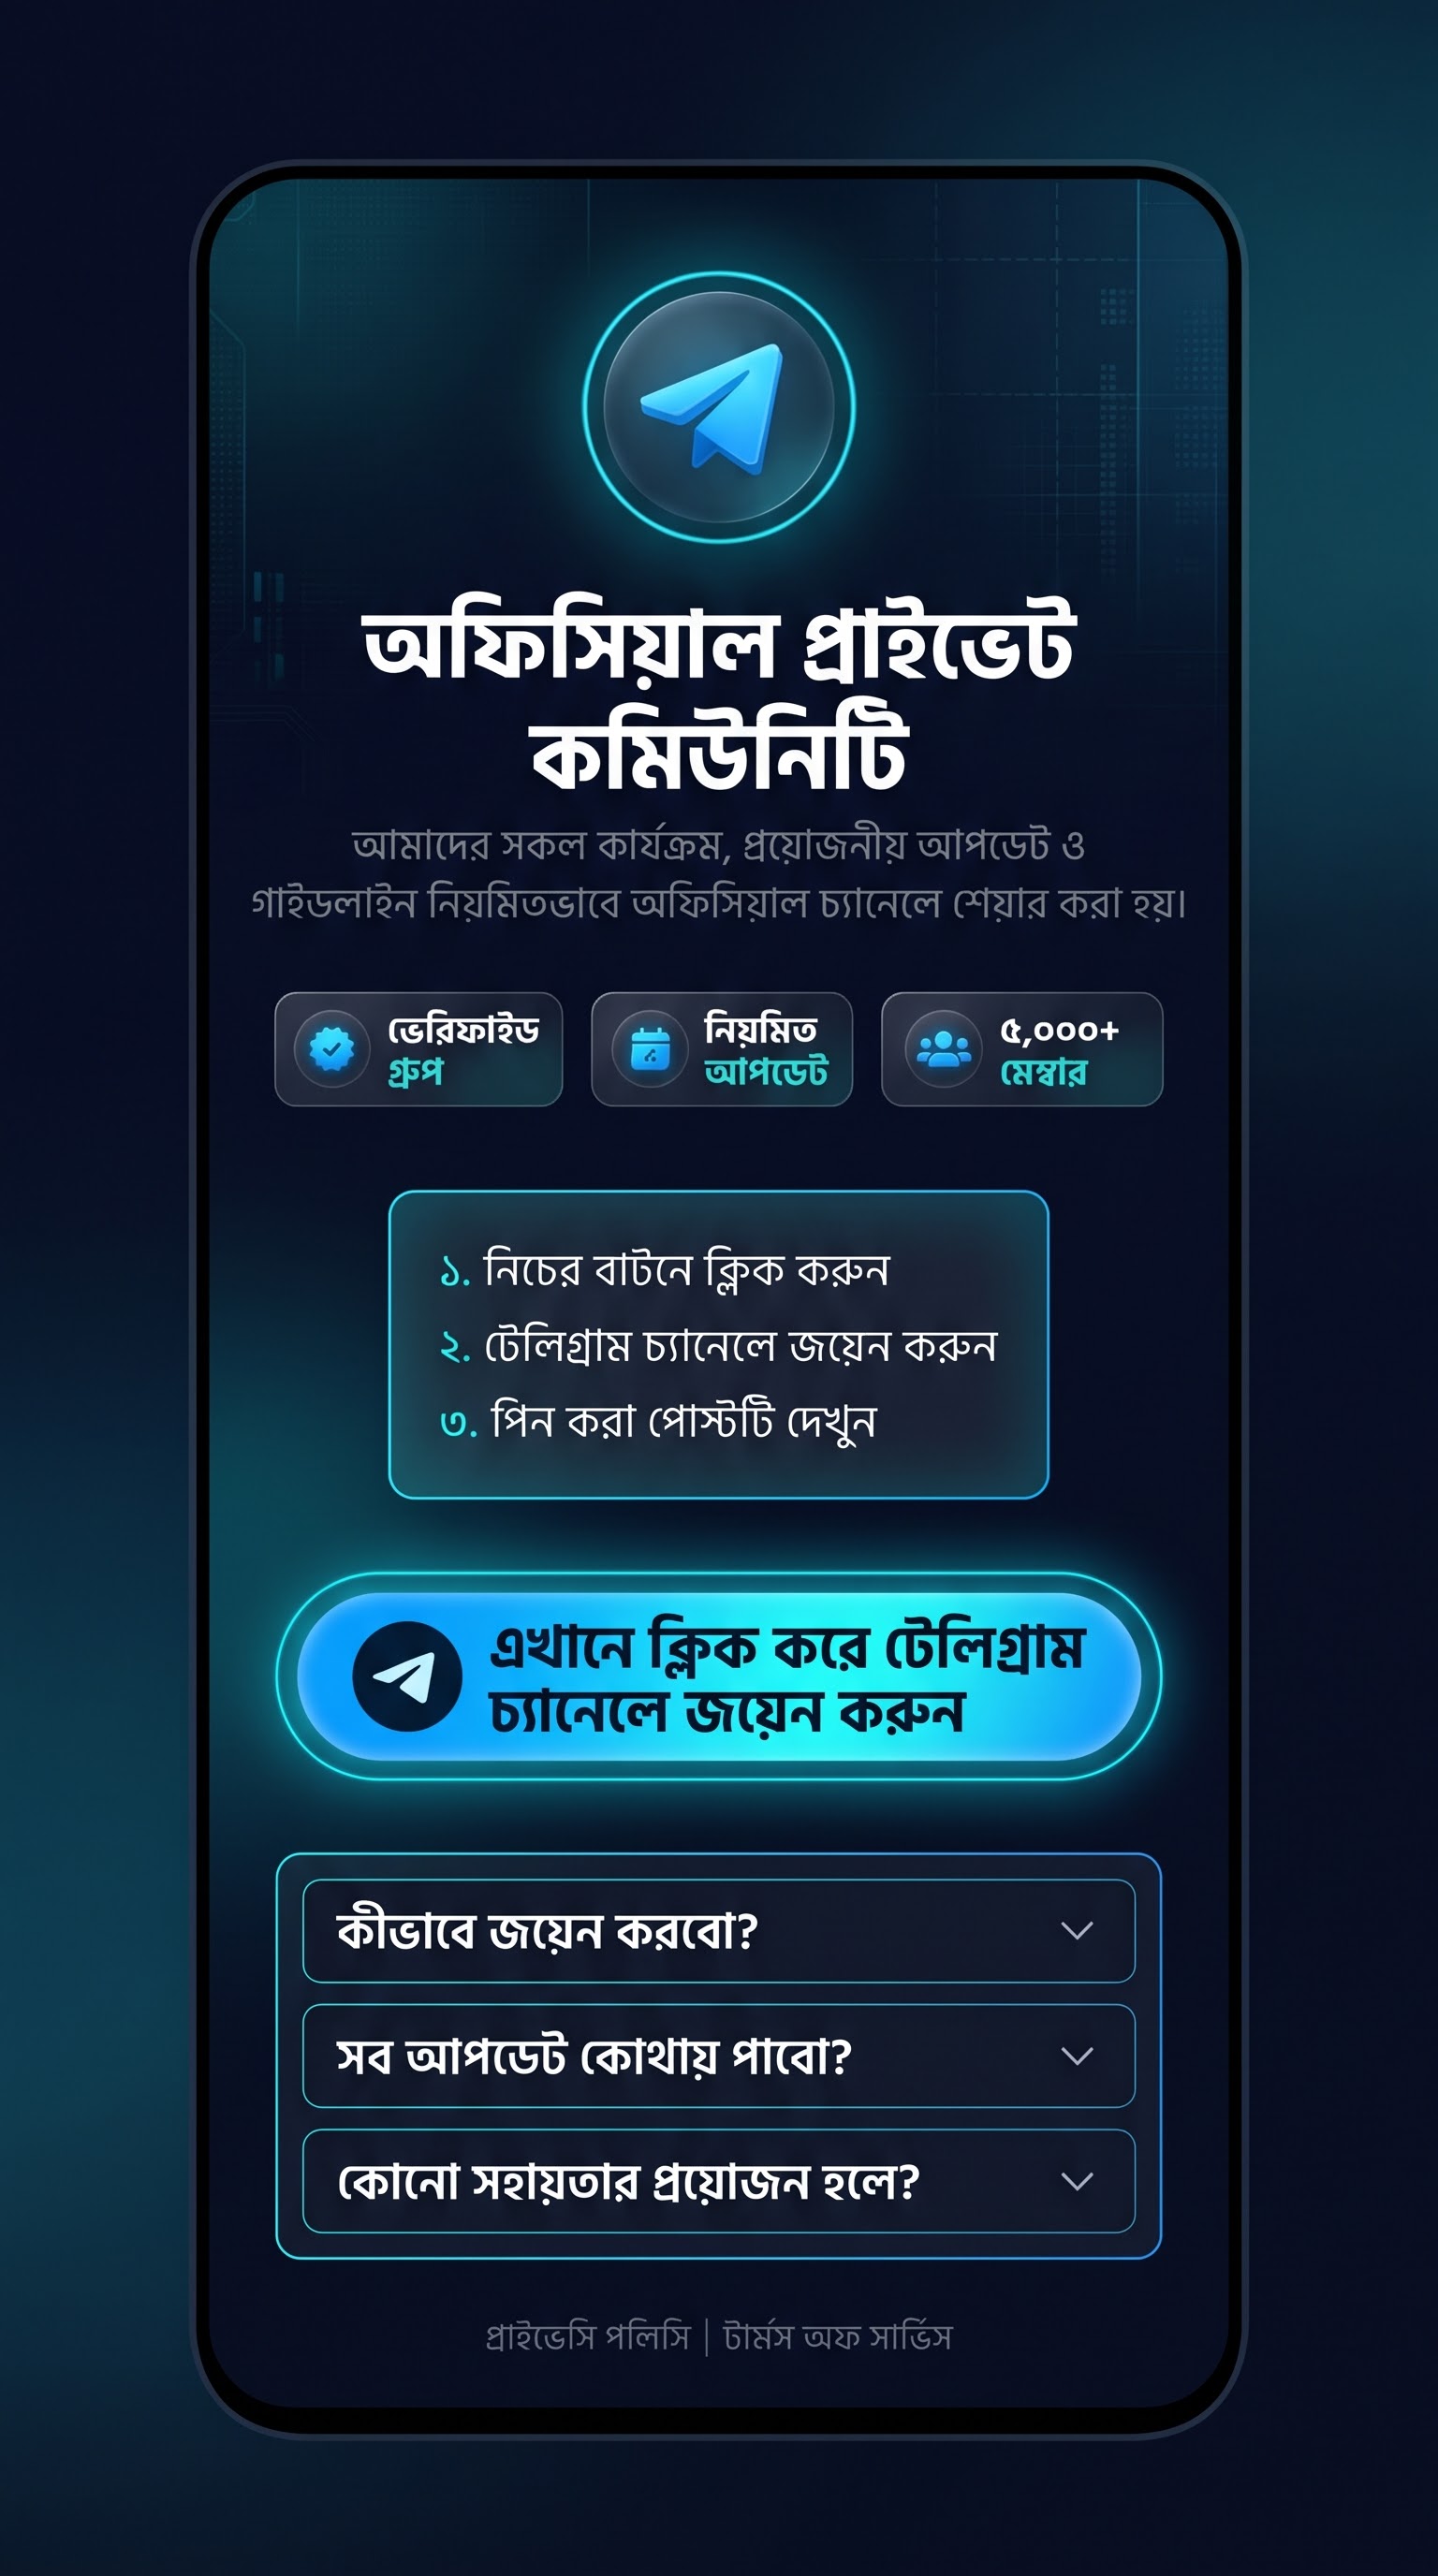 অফিসিয়াল প্রাইভেট
কমিউনিটি
আমাদের সকল কার্যক্রম, প্রয়োজনীয় আপডেট ও
গাইডলাইন নিয়মিতভাবে অফিসিয়াল চ্যানেলে শেয়ার করা হয়।
ভেরিফাইড
গ্রুপ
নিয়মিত
আপডেট
৫,০০০+
মেম্বার
১. নিচের বাটনে ক্লিক করুন
২. টেলিগ্রাম চ্যানেলে জয়েন করুন
৩. পিন করা পোস্টটি দেখুন
এখানে ক্লিক করে টেলিগ্রাম
চ্যানেলে জয়েন করুন
কীভাবে জয়েন করবো?
সব আপডেট কোথায় পাবো?
কোনো সহায়তার প্রয়োজন হলে?
প্রাইভেসি পলিসি | টার্মস অফ সার্ভিস